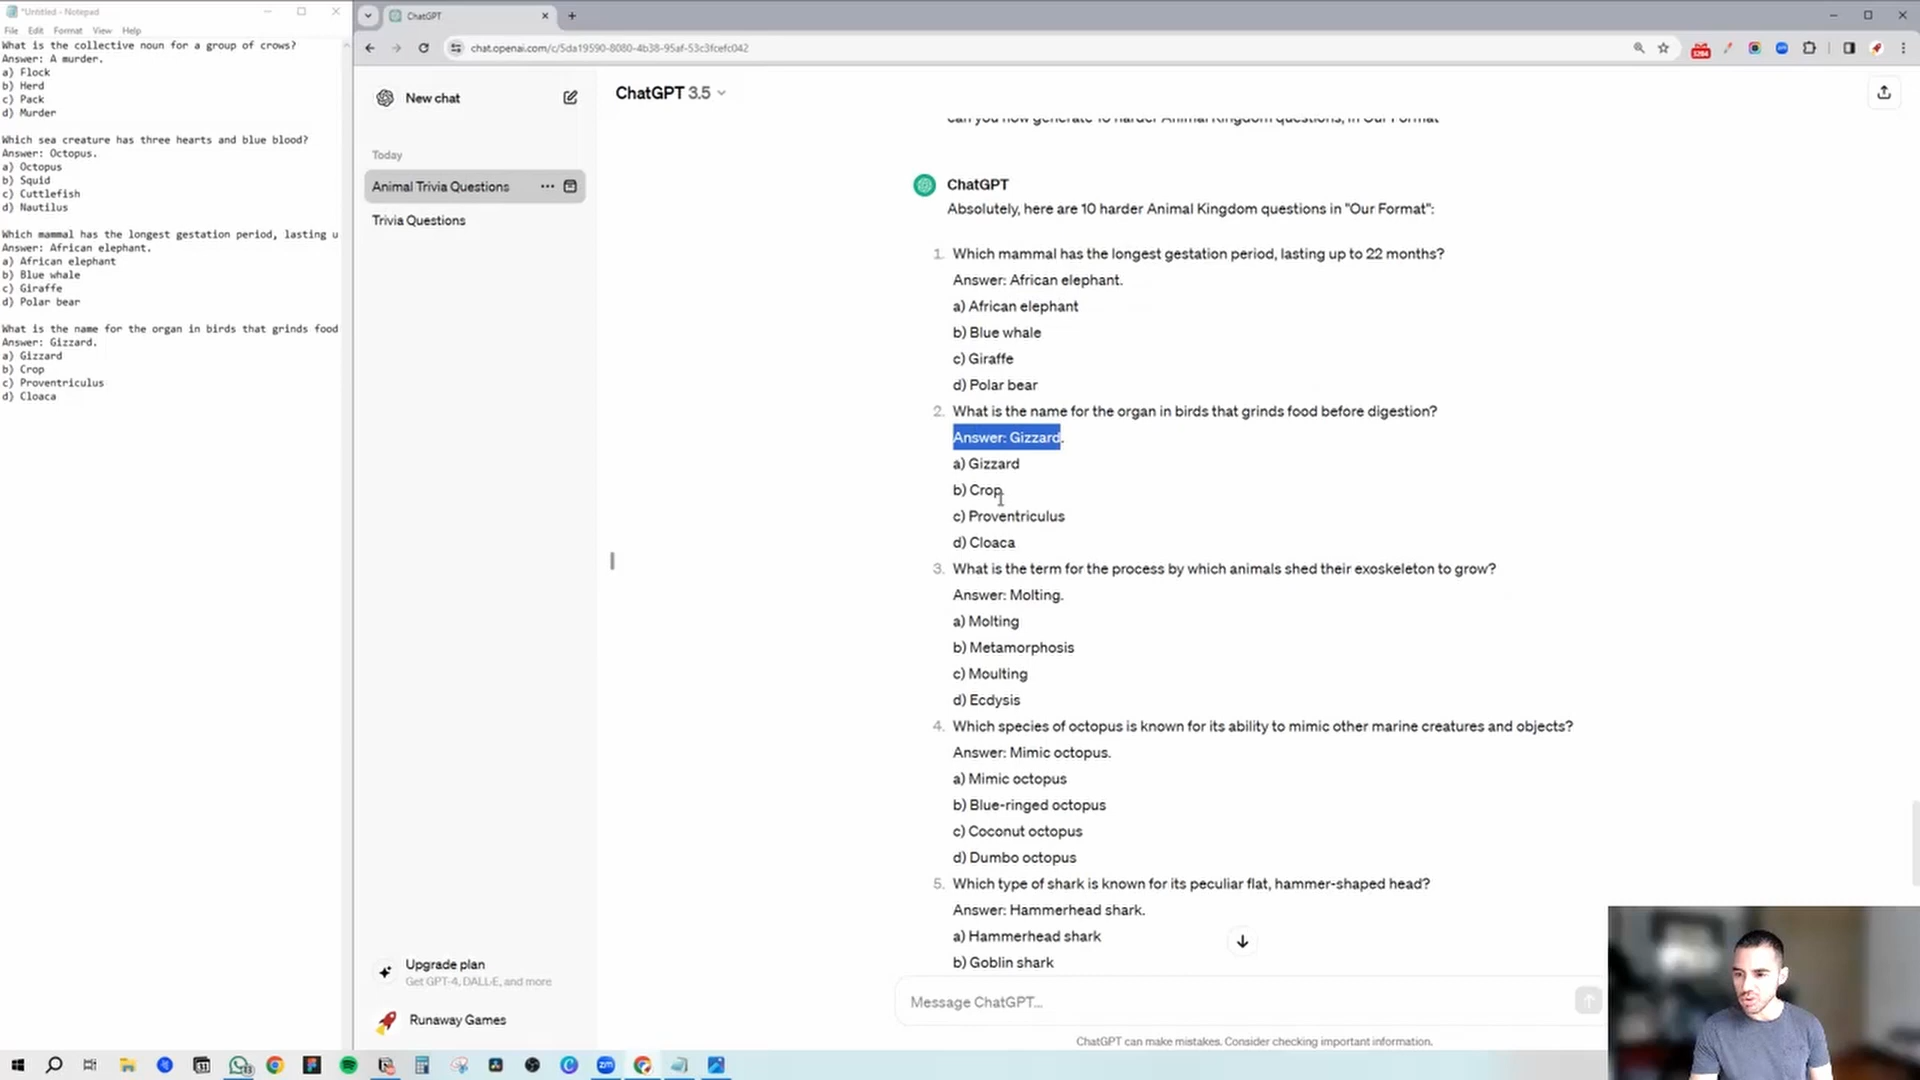 *Untitled - Notepad
File Edit Format View Help
What is the collective noun for a group of crows?
Answer: A murder.
a) Flock
b) Herd
c) Pack
d) Murder
Which sea creature has three hearts and blue blood?
Answer: Octopus.
a) Octopus
b) Squid
c) Cuttlefish
d) Nautilus
Which mammal has the longest gestation period, lasting u
Answer: African elephant.
a) African elephant
b) Blue whale
c) Giraffe
d) Polar bear
What is the name for the organ in birds that grinds food
Answer: Gizzard.
a) Gizzard
b) Crop
c) Proventriculus
d) Cloaca
ChatGPT
chat.openai.com/c/5da19590-8080-4b38-95af-53c3fcefc042
New chat
Today
Animal Trivia Questions
Trivia Questions
Upgrade plan
Get GPT-4, DALL·E, and more
Runaway Games
ChatGPT 3.5
can you now generate 10 harder Animal Kingdom questions, in Our Format
ChatGPT
Absolutely, here are 10 harder Animal Kingdom questions in "Our Format":
1. Which mammal has the longest gestation period, lasting up to 22 months?
Answer: African elephant.
a) African elephant
b) Blue whale
c) Giraffe
d) Polar bear
2. What is the name for the organ in birds that grinds food before digestion?
Answer: Gizzard.
a) Gizzard
b) Crop
c) Proventriculus
d) Cloaca
3. What is the term for the process by which animals shed their exoskeleton to grow?
Answer: Molting.
a) Molting
b) Metamorphosis
c) Moulting
d) Ecdysis
4. Which species of octopus is known for its ability to mimic other marine creatures and objects?
Answer: Mimic octopus.
a) Mimic octopus
b) Blue-ringed octopus
c) Coconut octopus
d) Dumbo octopus
5. Which type of shark is known for its peculiar flat, hammer-shaped head?
Answer: Hammerhead shark.
a) Hammerhead shark
b) Goblin shark
Message ChatGPT...
ChatGPT can make mistakes. Consider checking important information.